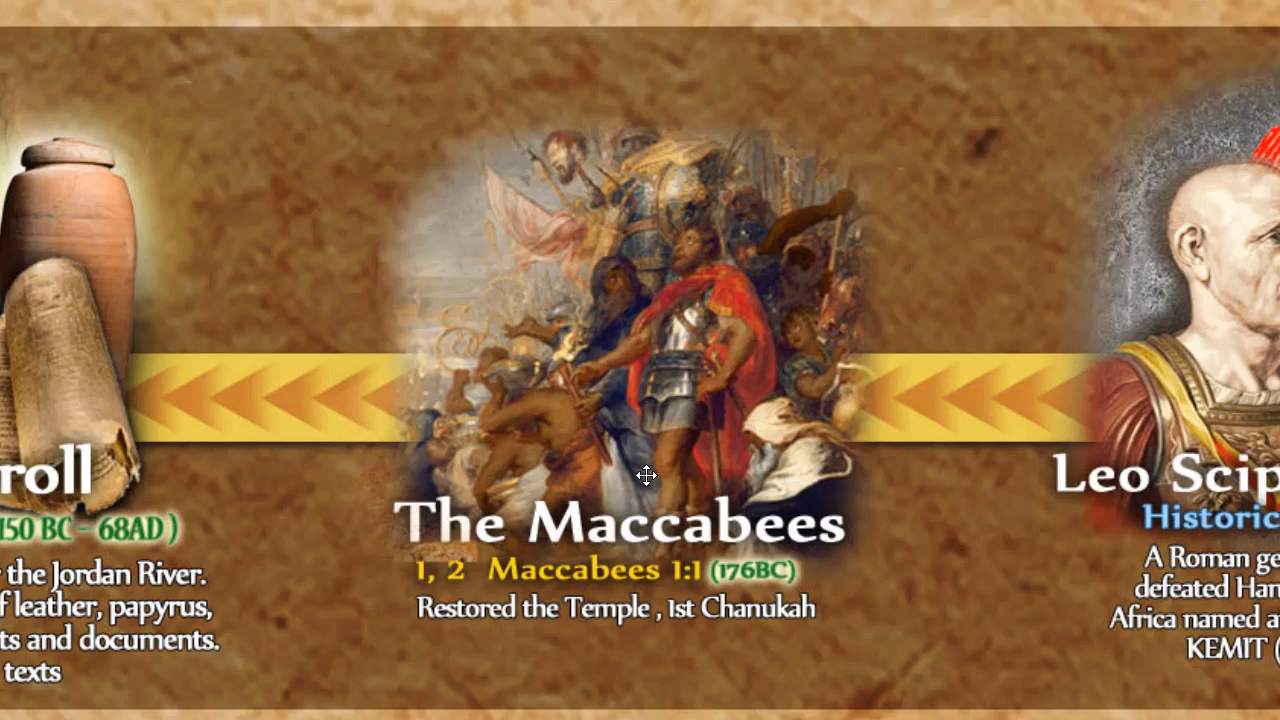 roll
150 BC – 68AD )
the Jordan River.
f leather, papyrus,
ts and documents.
texts
The Maccabees
1, 2 Maccabees 1:1 (176BC)
Restored the Temple , 1st Chanukah
Leo Scip
Historic
A Roman ge
defeated Han
Africa named a
KEMIT (